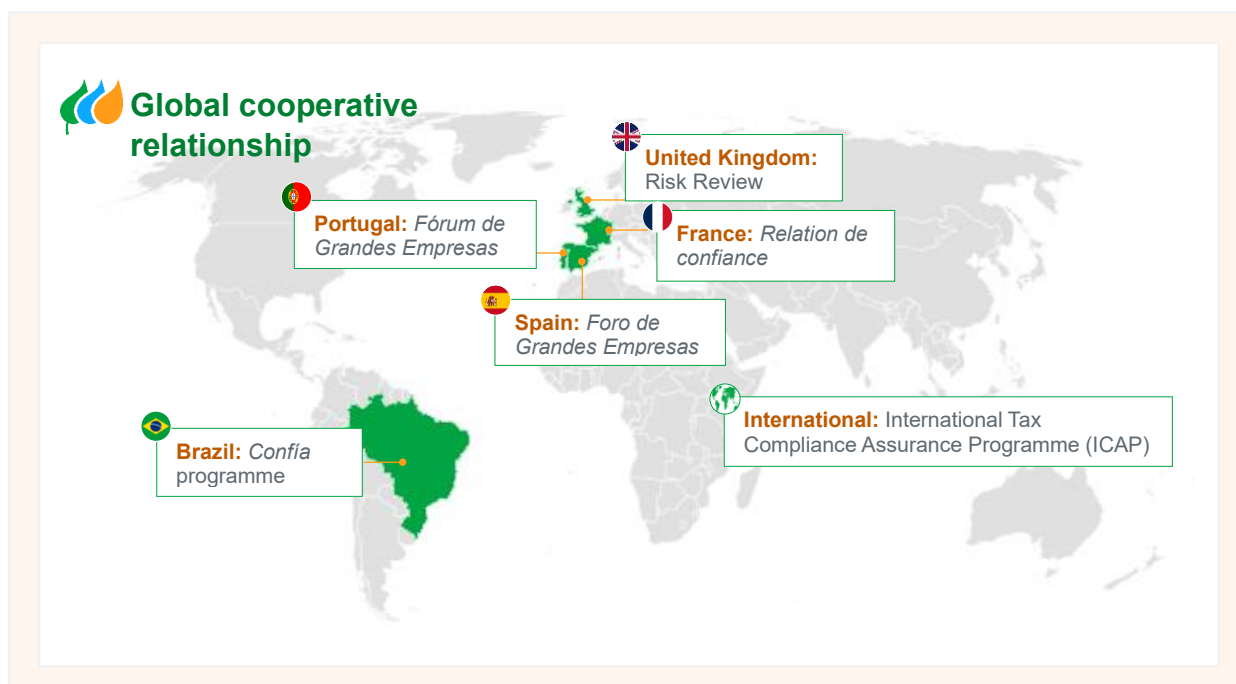 Global cooperative
relationship
United Kingdom:
Risk Review
Portugal: Fórum de
Grandes Empresas
France: Relation de
confiance
Spain: Foro de
Grandes Empresas
International: International Tax
Compliance Assurance Programme (ICAP)
Brazil: Confía
programme